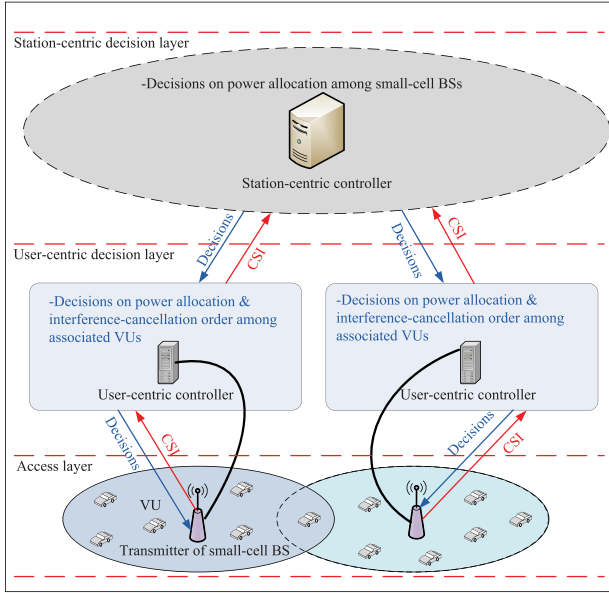 Station-centric decision layer
-Decisions on power allocation among small-cell BSs
Station-centric controller
Decisions
CSI
Decisions
CSI
User-centric decision layer
-Decisions on power allocation &
interference-cancellation order among
associated VUs
User-centric controller
-Decisions on power allocation &
interference-cancellation order among
associated VUs
User-centric controller
Decisions
CSI
Decisions
CSI
Access layer
VU
Transmitter of small-cell BS